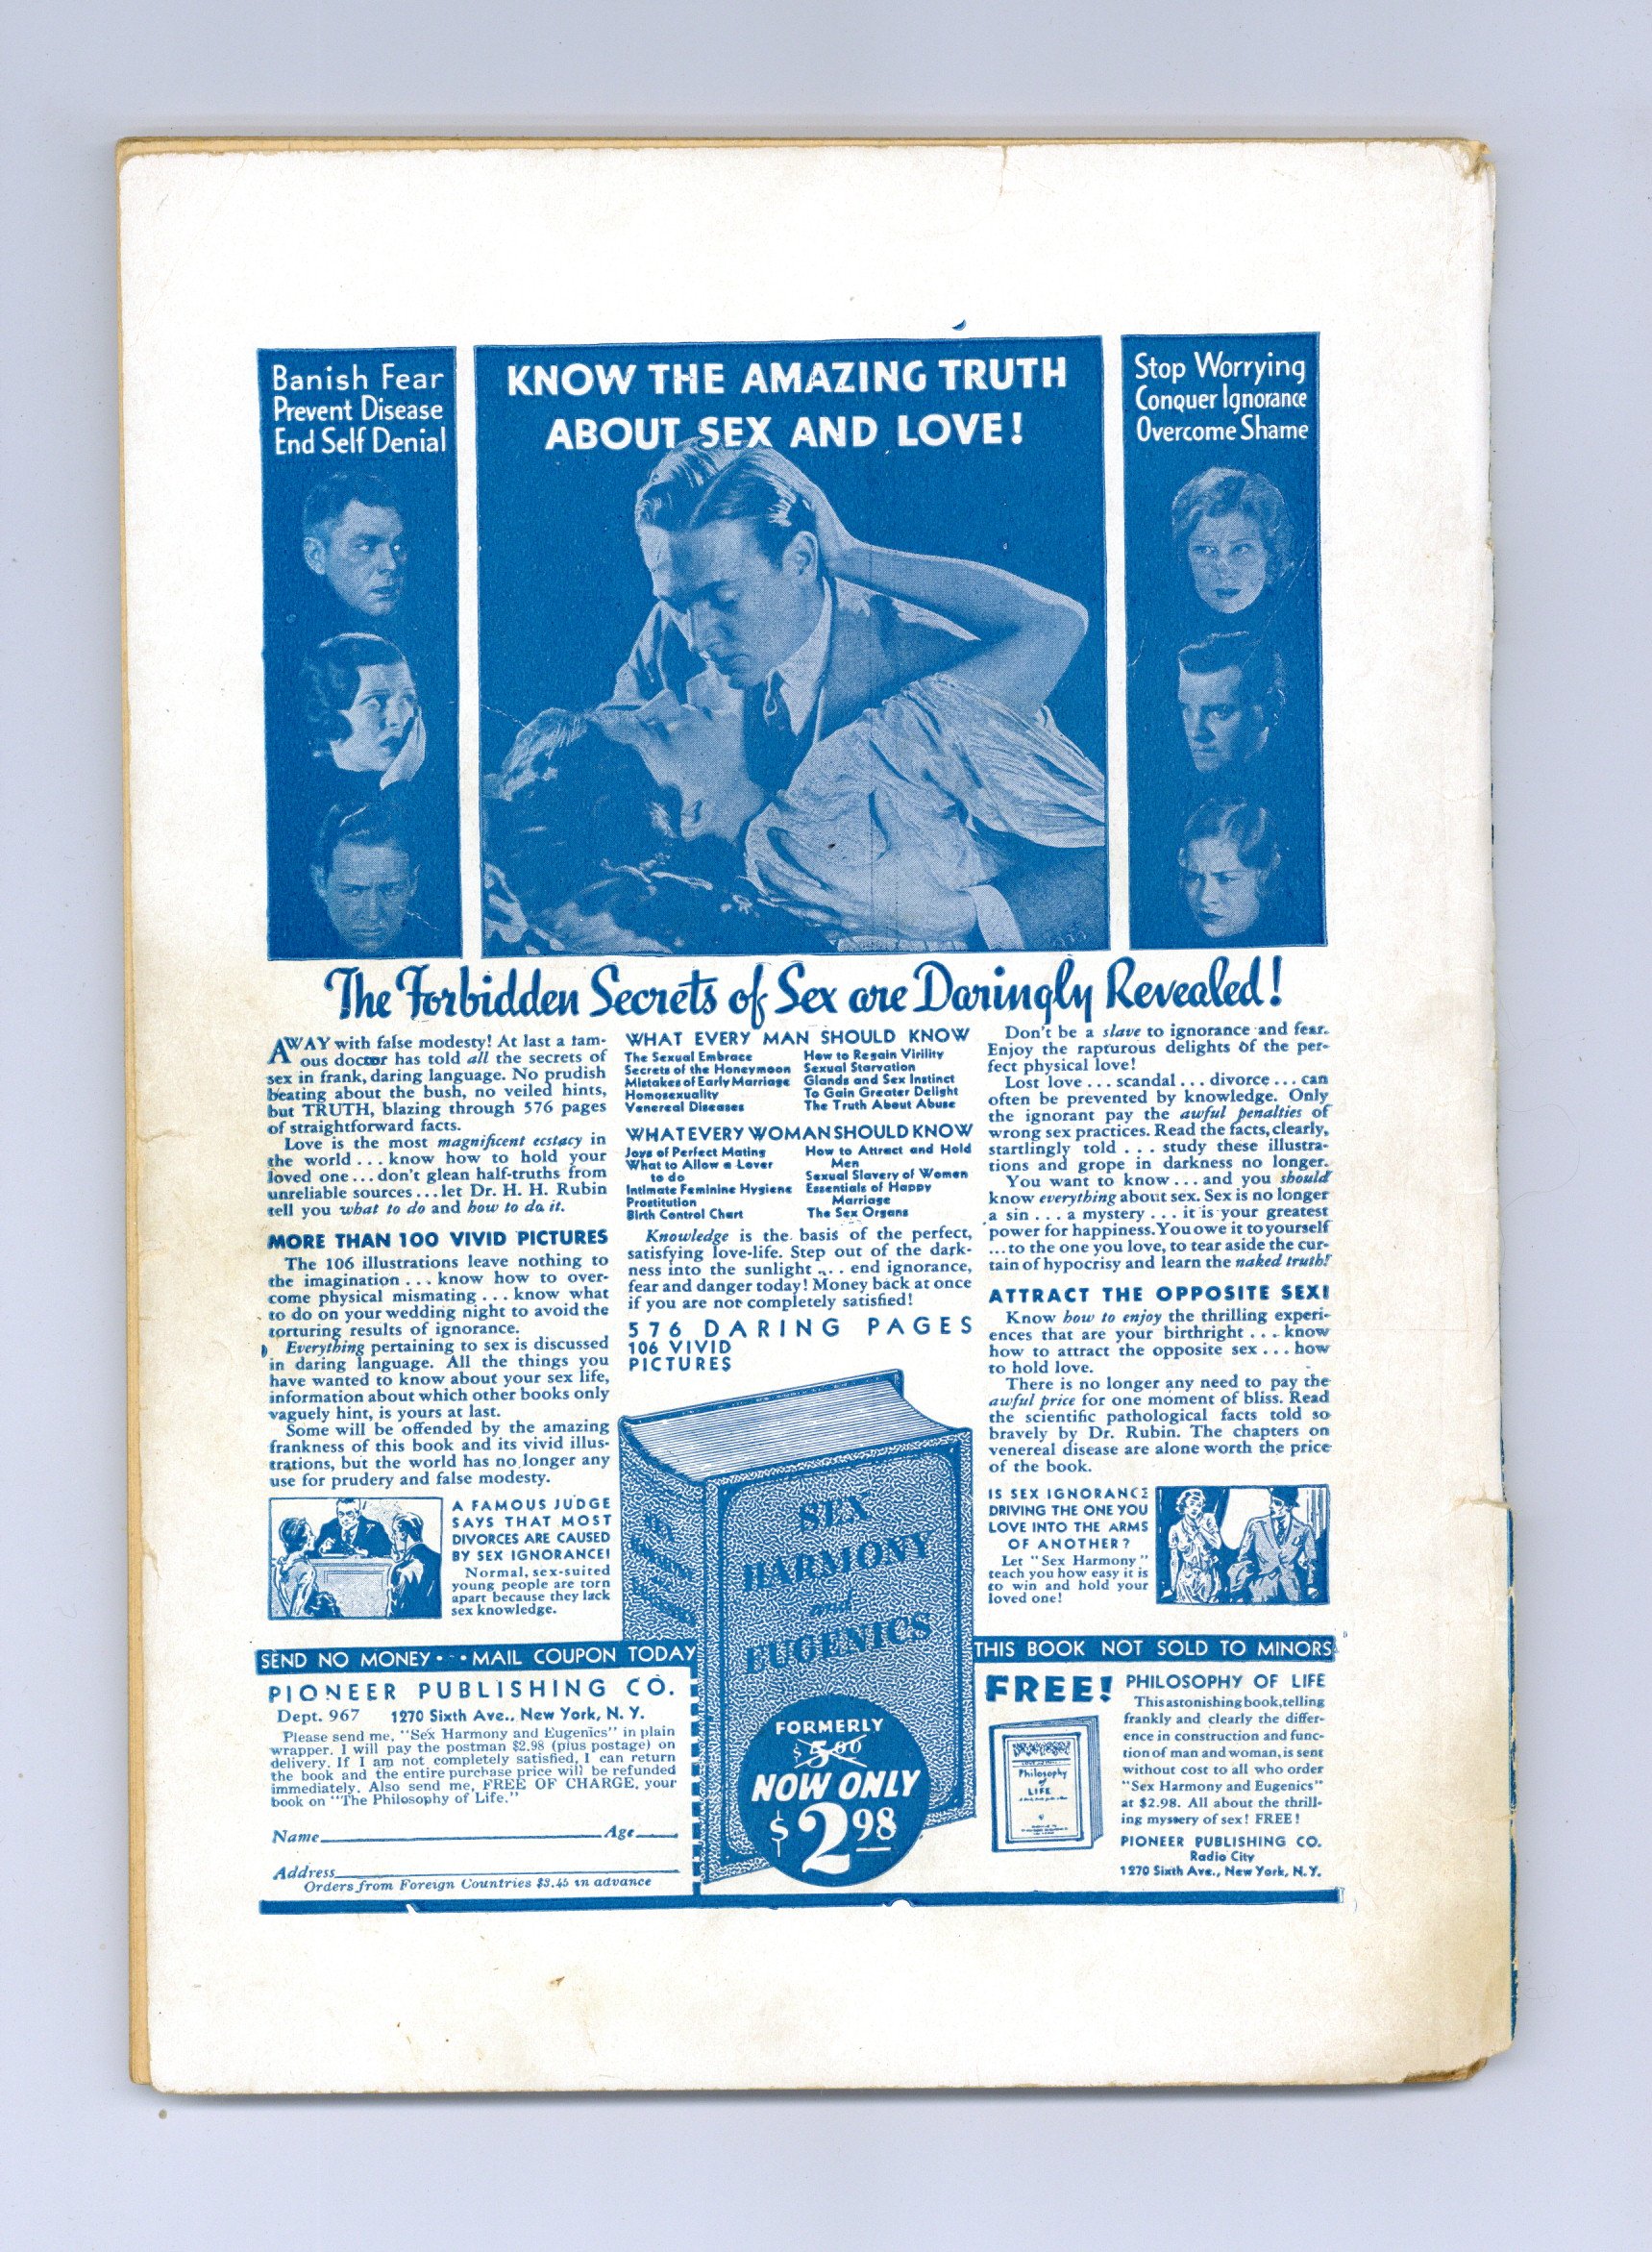 Banish Fear
Prevent Disease
End Self Denial
KNOW THE AMAZING TRUTH
ABOUT SEX AND LOVE!
Stop Worrying
Conquer Ignorance
Overcome Shame
The Forbidden Secrets of Sex are Daringly Revealed!
AWAY with false modesty! At last a fam-
ous doctor has told all the secrets of
sex in frank, daring language. No prudish
beating about the bush, no veiled hints,
but TRUTH, blazing through 576 pages
of straightforward facts.
Love is the most magnificent ecstacy in
the world . . . know how to hold your
loved one . . . don't glean half-truths from
unreliable sources . . . let Dr. H. H. Rubin
tell you what to do and how to do it.
MORE THAN 100 VIVID PICTURES
The 106 illustrations leave nothing to
the imagination . . . know how to over-
come physical mismating . . . know what
to do on your wedding night to avoid the
torturing results of ignorance.
Everything pertaining to sex is discussed
in daring language. All the things you
have wanted to know about your sex life,
information about which other books only
vaguely hint, is yours at last.
Some will be offended by the amazing
frankness of this book and its vivid illus-
trations, but the world has no longer any
use for prudery and false modesty.
A FAMOUS JUDGE
SAYS THAT MOST
DIVORCES ARE CAUSED
BY SEX IGNORANCE!
Normal, sex-suited
young people are torn
apart because they lack
sex knowledge.
WHAT EVERY MAN SHOULD KNOW
The Sexual Embrace
Secrets of the Honeymoon
Mistakes of Early Marriage
Homosexuality
Venereal Diseases
How to Regain Virility
Sexual Starvation
Glands and Sex Instinct
To Gain Greater Delight
The Truth About Abuse
WHAT EVERY WOMAN SHOULD KNOW
Joys of Perfect Mating
What to Allow a Lover
to do
Intimate Feminine Hygiene
Prostitution
Birth Control Chart
How to Attract and Hold
Men
Sexual Slavery of Women
Essentials of Happy
Marriage
The Sex Organs
Knowledge is the basis of the perfect,
satisfying love-life. Step out of the dark-
ness into the sunlight . . . end ignorance,
fear and danger today! Money back at once
if you are not completely satisfied!
576 DARING PAGES
106 VIVID
PICTURES
SEX
HARMONY
and
EUGENICS
SEX
HARMONY
and
EUGENICS
FORMERLY
$5.00
NOW ONLY
$2.98
Don't be a slave to ignorance and fear.
Enjoy the rapturous delights of the per-
fect physical love!
Lost love . . . scandal . . . divorce . . . can
often be prevented by knowledge. Only
the ignorant pay the awful penalties of
wrong sex practices. Read the facts, clearly,
startlingly told . . . study these illustra-
tions and grope in darkness no longer.
You want to know . . . and you should
know everything about sex. Sex is no longer
a sin . . . a mystery . . . it is your greatest
power for happiness. You owe it to yourself
. . . to the one you love, to tear aside the cur-
tain of hypocrisy and learn the naked truth!
ATTRACT THE OPPOSITE SEX!
Know how to enjoy the thrilling experi-
ences that are your birthright . . . know
how to attract the opposite sex . . . how
to hold love.
There is no longer any need to pay the
awful price for one moment of bliss. Read
the scientific pathological facts told so
bravely by Dr. Rubin. The chapters on
venereal disease are alone worth the price
of the book.
IS SEX IGNORANCE
DRIVING THE ONE YOU
LOVE INTO THE ARMS
OF ANOTHER?
Let "Sex Harmony"
teach you how easy it is
to win and hold your
loved one!
SEND NO MONEY • • • MAIL COUPON TODAY
PIONEER PUBLISHING CO.
Dept. 967 1270 Sixth Ave., New York, N. Y.
Please send me, "Sex Harmony and Eugenics" in plain
wrapper. I will pay the postman $2.98 (plus postage) on
delivery. If I am not completely satisfied, I can return
the book and the entire purchase price will be refunded
immediately. Also send me, FREE OF CHARGE, your
book on "The Philosophy of Life."
Name Age
Address
Orders from Foreign Countries $3.45 in advance
THIS BOOK NOT SOLD TO MINORS
FREE!
Philosophy
of
LIFE
PHILOSOPHY OF LIFE
This astonishing book, telling
frankly and clearly the differ-
ence in construction and func-
tion of man and woman, is sent
without cost to all who order
"Sex Harmony and Eugenics"
at $2.98. All about the thrill-
ing mystery of sex! FREE!
PIONEER PUBLISHING CO.
Radio City
1270 Sixth Ave., New York, N. Y.